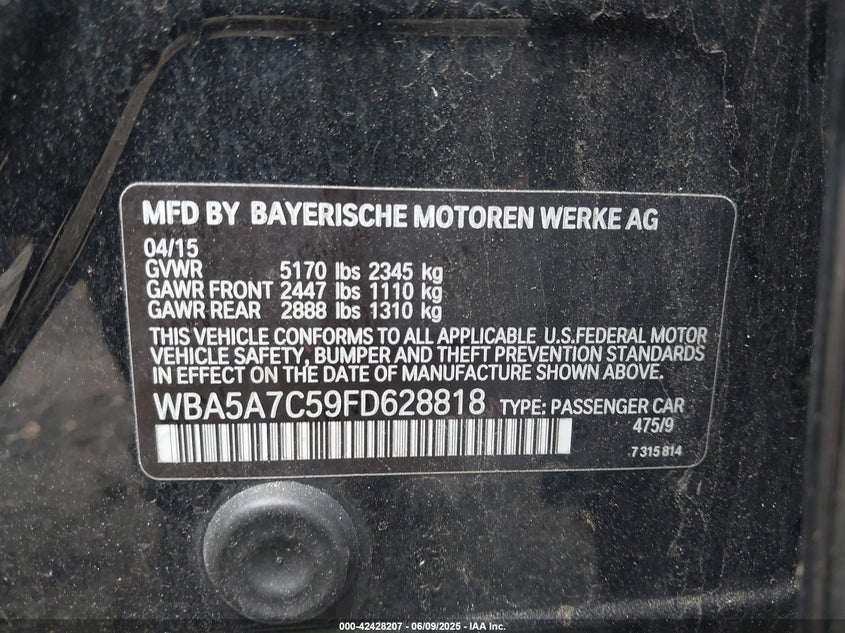 MFD BY BAYERISCHE MOTOREN WERKE AG
04/15
GVWR 5170 lbs 2345 kg
GAWR FRONT 2447 lbs 1110 kg
GAWR REAR 2888 lbs 1310 kg
THIS VEHICLE CONFORMS TO ALL APPLICABLE U.S.FEDERAL MOTOR
VEHICLE SAFETY, BUMPER AND THEFT PREVENTION STANDARDS
IN EFFECT ON THE DATE OF MANUFACTURE SHOWN ABOVE.
WBA5A7C59FD628818 TYPE: PASSENGER CAR
475/9
7 315 814
000-42428207 - 06/09/2025 - IAA Inc.